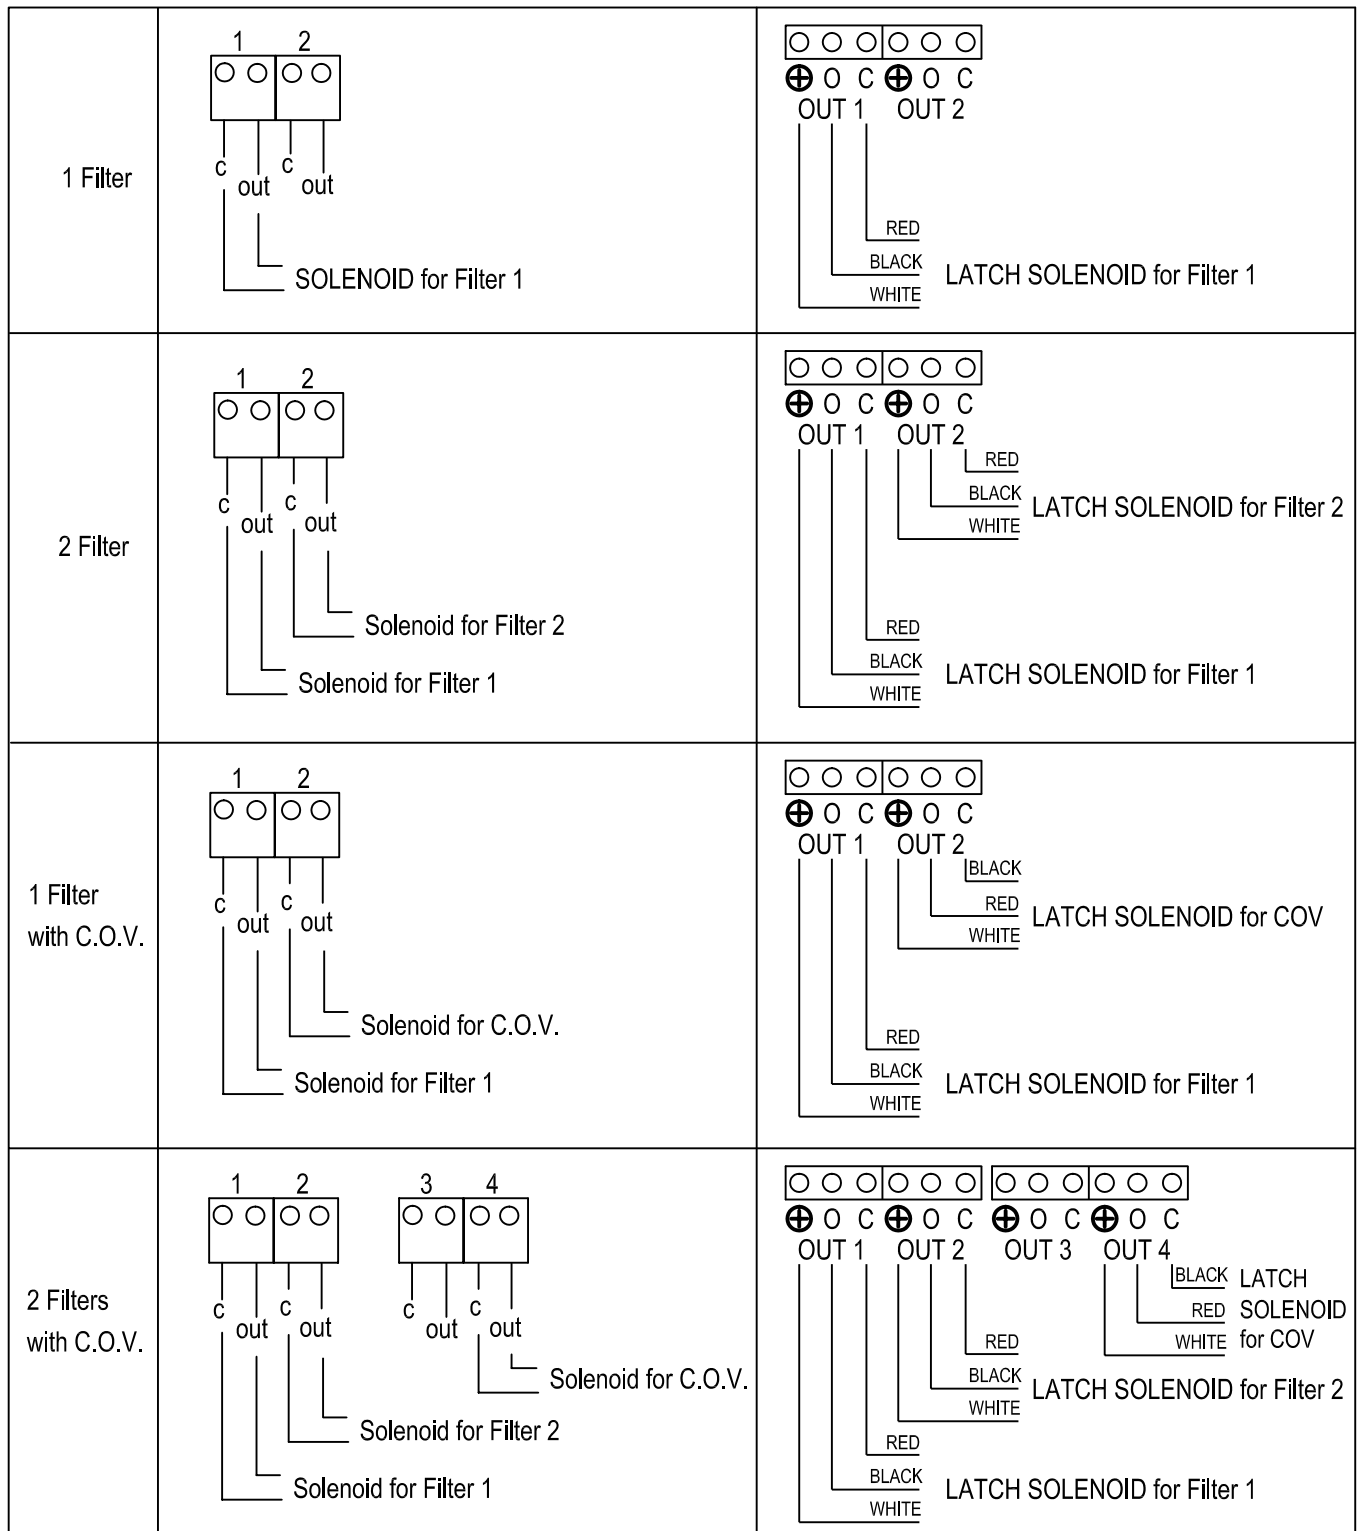 1 Filter
1 2
c out c out
SOLENOID for Filter 1
O C O C
OUT 1 OUT 2
RED
BLACK
WHITE
LATCH SOLENOID for Filter 1
2 Filter
1 2
c out c out
Solenoid for Filter 2
Solenoid for Filter 1
O C O C
OUT 1 OUT 2
RED
BLACK
WHITE
LATCH SOLENOID for Filter 2
RED
BLACK
WHITE
LATCH SOLENOID for Filter 1
1 Filter
with C.O.V.
1 2
c out c out
Solenoid for C.O.V.
Solenoid for Filter 1
O C O C
OUT 1 OUT 2
BLACK
RED
WHITE
LATCH SOLENOID for COV
RED
BLACK
WHITE
LATCH SOLENOID for Filter 1
2 Filters
with C.O.V.
1 2 3 4
c out c out c out c out
Solenoid for C.O.V.
Solenoid for Filter 2
Solenoid for Filter 1
O C O C O C O C
OUT 1 OUT 2 OUT 3 OUT 4
BLACK
RED
WHITE
LATCH
SOLENOID
for COV
RED
BLACK
WHITE
LATCH SOLENOID for Filter 2
RED
BLACK
WHITE
LATCH SOLENOID for Filter 1